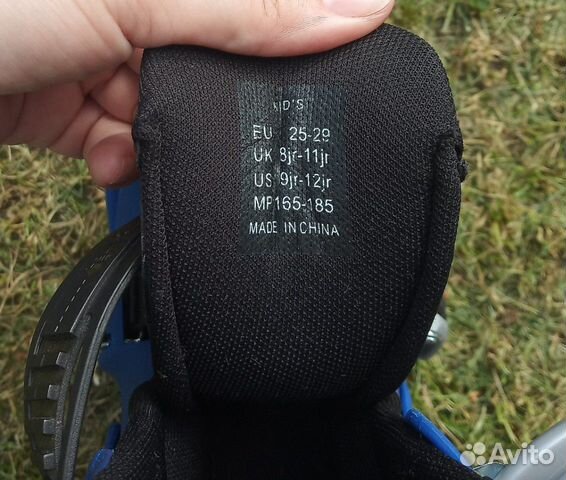 KID'S
EU 25-29
UK 8jr-11jr
US 9jr-12jr
MP165-185
MADE IN CHINA
Avito